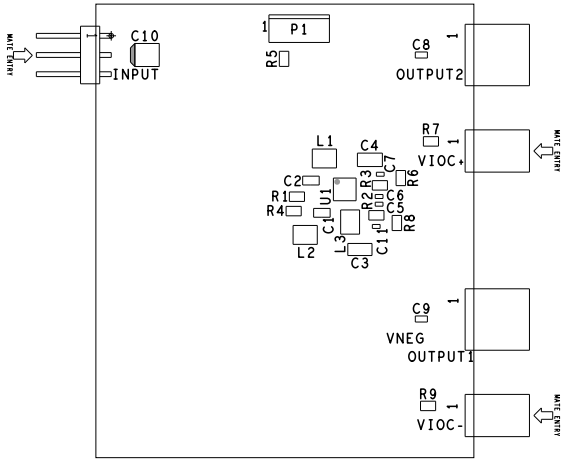 1
C10
INPUT
MATE ENTRY
1
P1
R5
1
C8
OUTPUT2
R7
1
VIOC+
MATE ENTRY
L1
C4
C7
C2
R3
R6
R1
U1
R2
C6
R4
C5
C1
R8
L2
L3
C11
C3
1
C9
VNEG
OUTPUT1
R9
1
VIOC-
MATE ENTRY